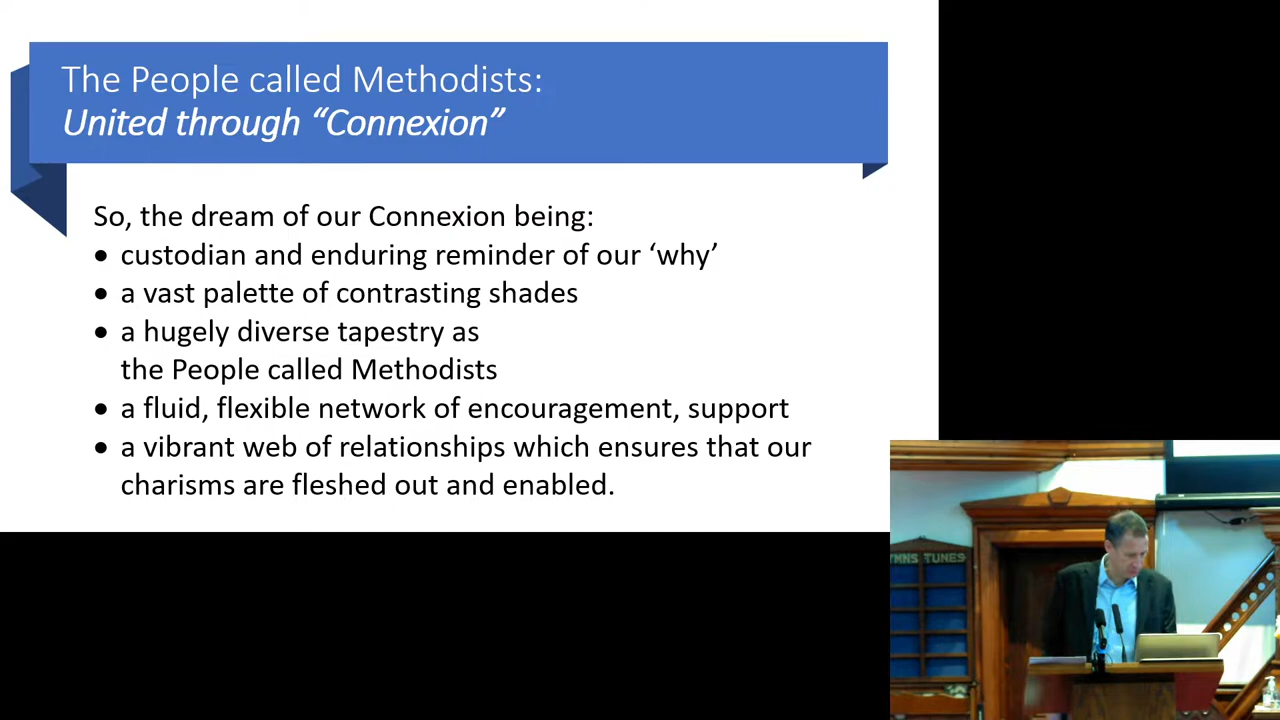 The People called Methodists:
United through “Connexion”
So, the dream of our Connexion being:
• custodian and enduring reminder of our ‘why’
• a vast palette of contrasting shades
• a hugely diverse tapestry as
the People called Methodists
• a fluid, flexible network of encouragement, support
• a vibrant web of relationships which ensures that our
charisms are fleshed out and enabled.
YMNS TUNES